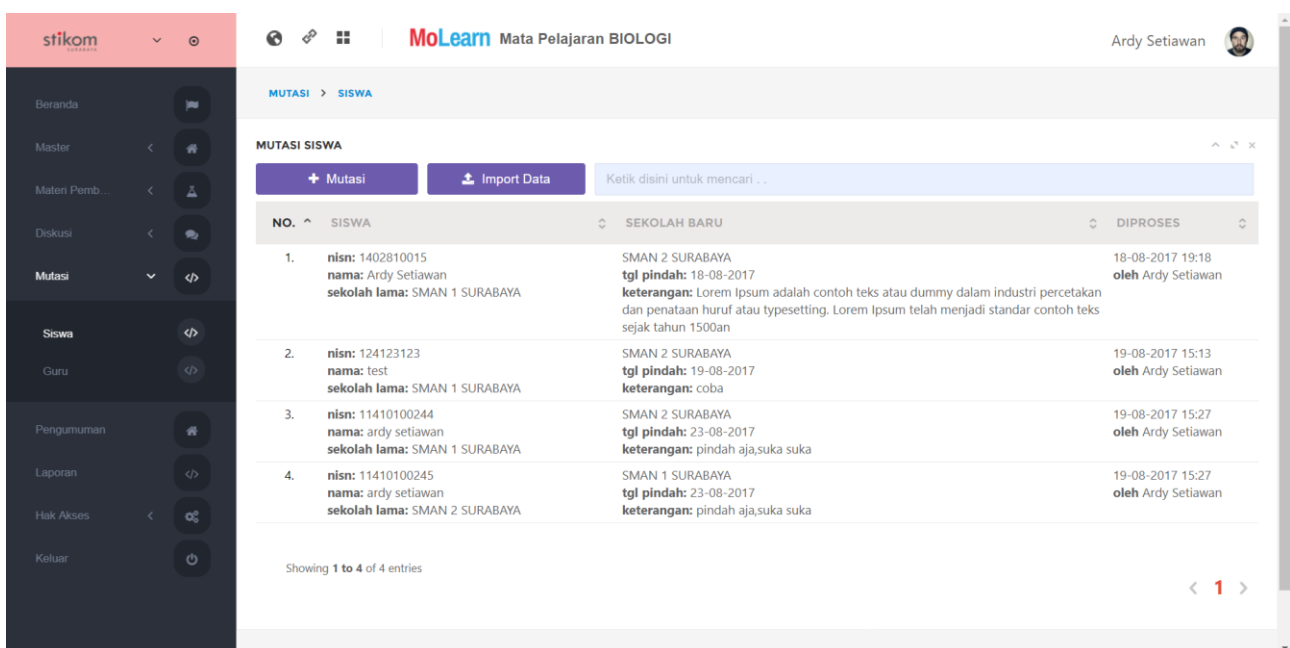 stikom
SURABAYA
MoLearn Mata Pelajaran BIOLOGI
Ardy Setiawan
Beranda
Master
Materi Pemb...
Diskusi
Mutasi
Siswa
Guru
Pengumuman
Laporan
Hak Akses
Keluar
MUTASI > SISWA
MUTASI SISWA
+ Mutasi
Import Data
Ketik disini untuk mencari . .
NO. SISWA SEKOLAH BARU DIPROSES
1. nisn: 1402810015 SMAN 2 SURABAYA 18-08-2017 19:18
nama: Ardy Setiawan tgl pindah: 18-08-2017 oleh Ardy Setiawan
sekolah lama: SMAN 1 SURABAYA keterangan: Lorem Ipsum adalah contoh teks atau dummy dalam industri percetakan
dan penataan huruf atau typesetting. Lorem Ipsum telah menjadi standar contoh teks
sejak tahun 1500an
2. nisn: 124123123 SMAN 2 SURABAYA 19-08-2017 15:13
nama: test tgl pindah: 19-08-2017 oleh Ardy Setiawan
sekolah lama: SMAN 1 SURABAYA keterangan: coba
3. nisn: 11410100244 SMAN 2 SURABAYA 19-08-2017 15:27
nama: ardy setiawan tgl pindah: 23-08-2017 oleh Ardy Setiawan
sekolah lama: SMAN 1 SURABAYA keterangan: pindah aja,suka suka
4. nisn: 11410100245 SMAN 1 SURABAYA 19-08-2017 15:27
nama: ardy setiawan tgl pindah: 23-08-2017 oleh Ardy Setiawan
sekolah lama: SMAN 2 SURABAYA keterangan: pindah aja,suka suka
Showing 1 to 4 of 4 entries
< 1 >